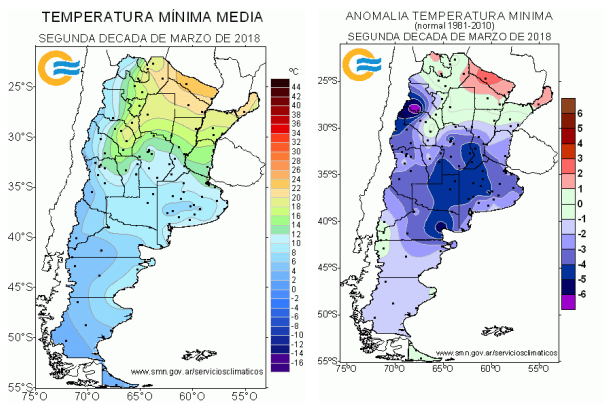 TEMPERATURA MÍNIMA MEDIA
SEGUNDA DECADA DE MARZO DE 2018
25°S
30°S
35°S
40°S
45°S
50°S
55°S
75°W
70°W
65°W
60°W
55°W
www.smn.gov.ar/serviciosclimaticos
°C
44
42
40
38
36
34
32
30
28
26
24
22
20
18
16
14
12
10
8
6
4
2
0
-2
-4
-6
-8
-10
-12
-14
-16
ANOMALIA TEMPERATURA MINIMA
(normal 1981-2010)
SEGUNDA DECADA DE MARZO DE 2018
25°S
30°S
35°S
40°S
45°S
50°S
55°S
75°W
70°W
65°W
60°W
55°W
www.smn.gov.ar/serviciosclimaticos
6
5
4
3
2
1
-1
-2
-3
-4
-5
-6